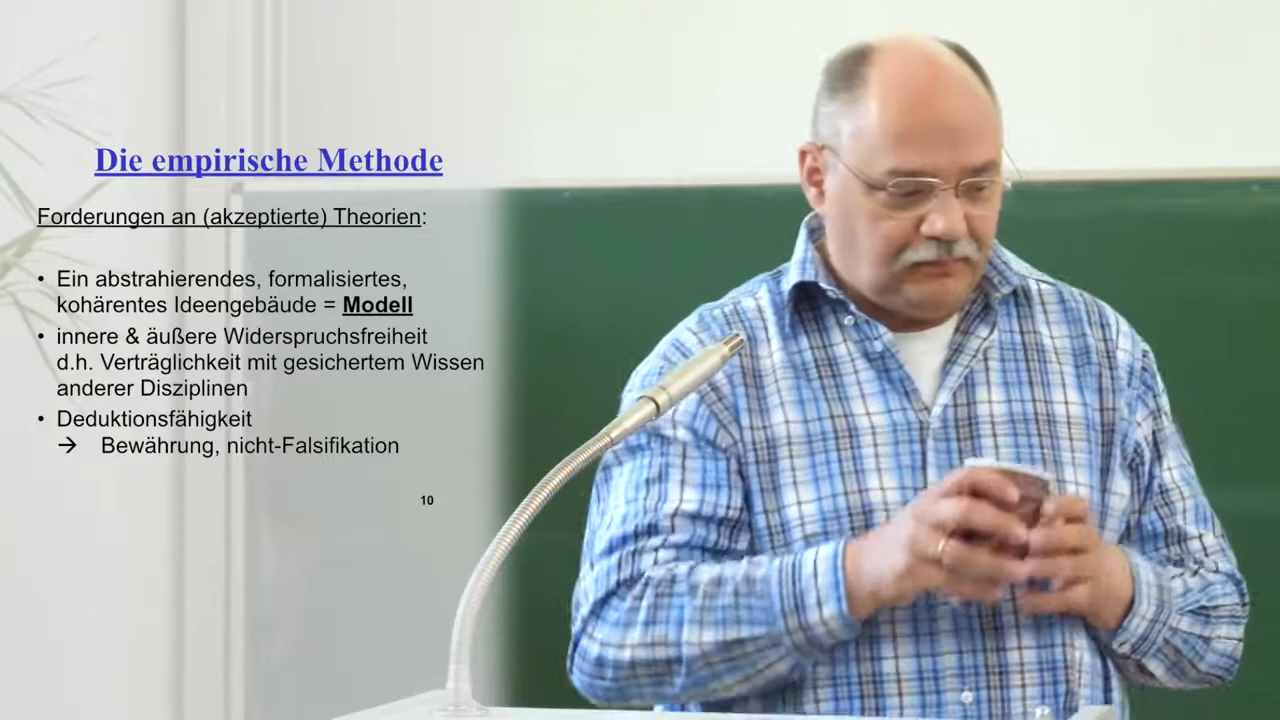 Die empirische Methode
Forderungen an (akzeptierte) Theorien:
• Ein abstrahierendes, formalisiertes,
kohärentes Ideengebäude = Modell
• innere & äußere Widerspruchsfreiheit
d.h. Verträglichkeit mit gesichertem Wissen
anderer Disziplinen
• Deduktionsfähigkeit
→ Bewährung, nicht-Falsifikation
10